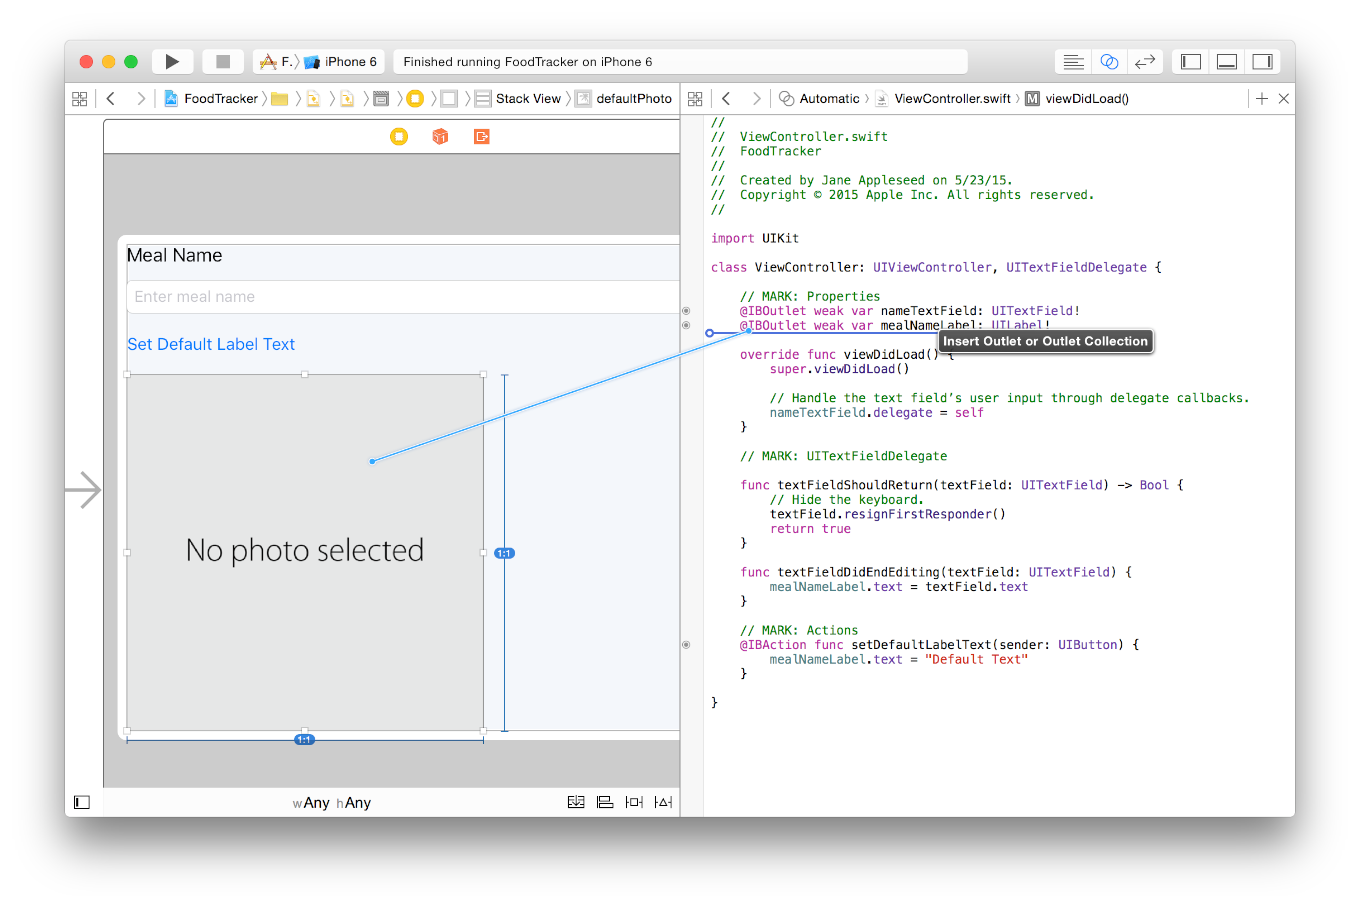 F. iPhone 6
Finished running FoodTracker on iPhone 6
FoodTracker Stack View defaultPhoto
Automatic ViewController.swift M viewDidLoad()
Meal Name
Enter meal name
Set Default Label Text
No photo selected
1:1
1:1
wAny hAny
//
//  ViewController.swift
//  FoodTracker
//
//  Created by Jane Appleseed on 5/23/15.
//  Copyright © 2015 Apple Inc. All rights reserved.
//
import UIKit
class ViewController: UIViewController, UITextFieldDelegate {
// MARK: Properties
@IBOutlet weak var nameTextField: UITextField!
@IBOutlet weak var mealNameLabel: UILabel!
Insert Outlet or Outlet Collection
override func viewDidLoad() {
super.viewDidLoad()
// Handle the text field’s user input through delegate callbacks.
nameTextField.delegate = self
}
// MARK: UITextFieldDelegate
func textFieldShouldReturn(textField: UITextField) -> Bool {
// Hide the keyboard.
textField.resignFirstResponder()
return true
}
func textFieldDidEndEditing(textField: UITextField) {
mealNameLabel.text = textField.text
}
// MARK: Actions
@IBAction func setDefaultLabelText(sender: UIButton) {
mealNameLabel.text = "Default Text"
}
}